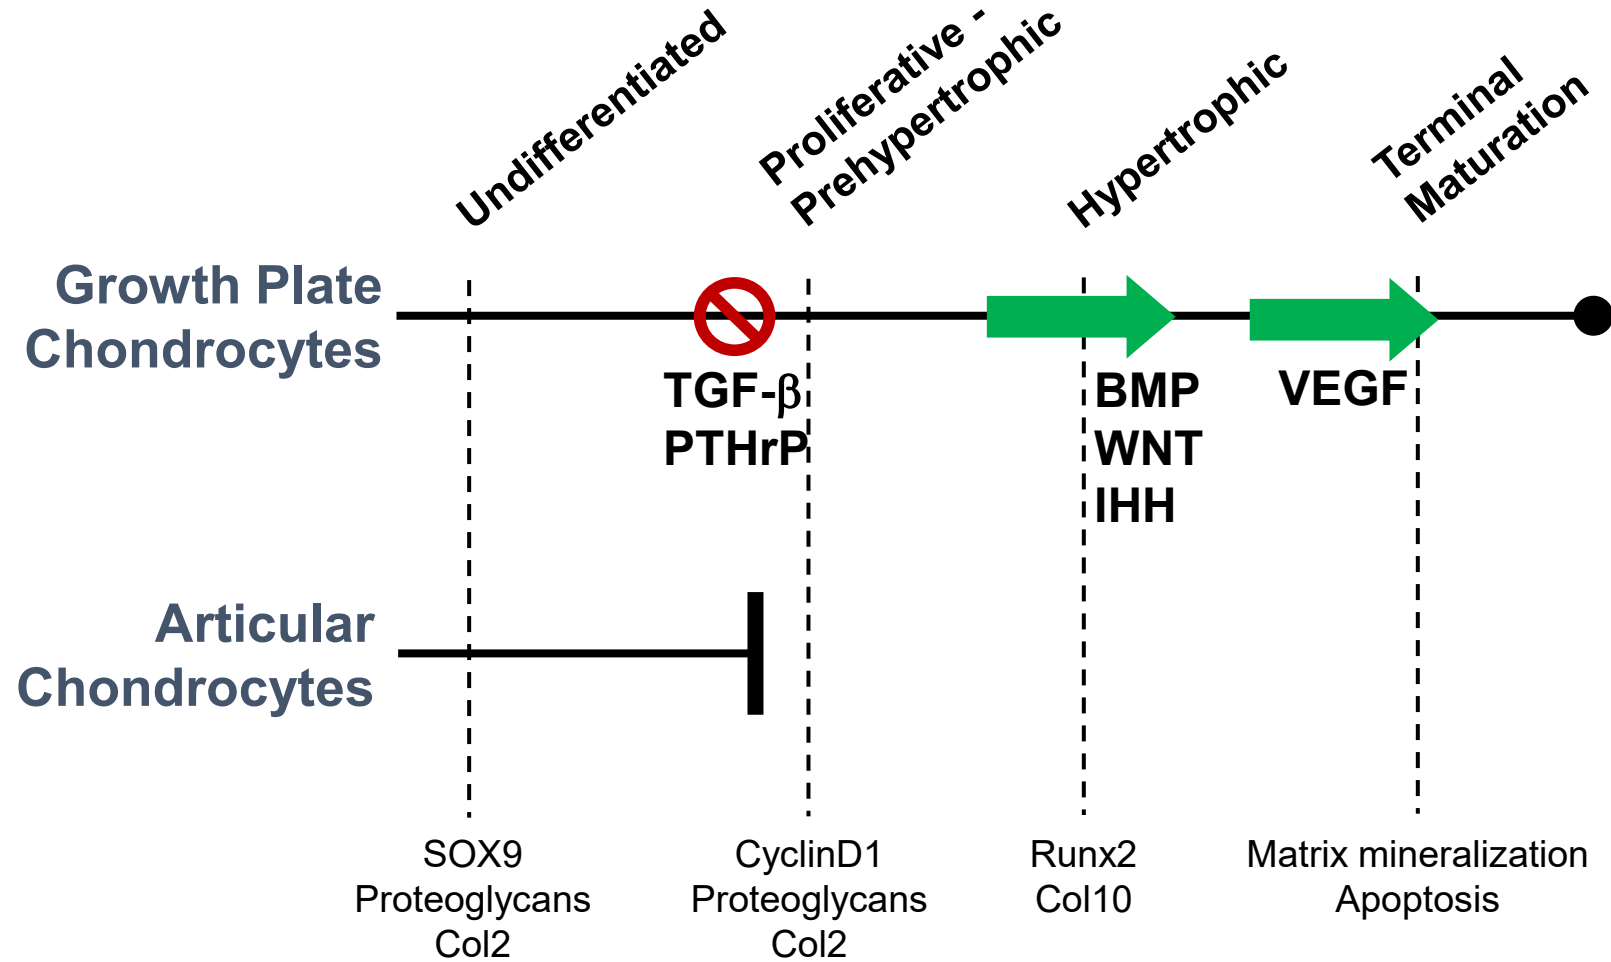 Undifferentiated
Proliferative -
Prehypertrophic
Hypertrophic
Terminal
Maturation
Growth Plate
Chondrocytes
TGF-β
PTHrP
BMP
WNT
IHH
VEGF
Articular
Chondrocytes
SOX9
Proteoglycans
Col2
CyclinD1
Proteoglycans
Col2
Runx2
Col10
Matrix mineralization
Apoptosis